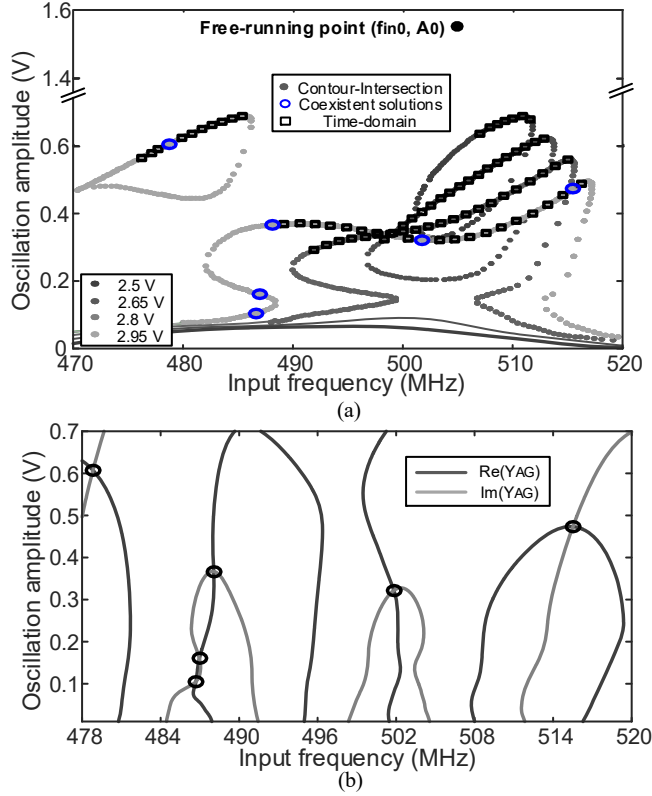 1.6
1.4
0.6
0.4
0.2
0
Oscillation amplitude (V)
Free-running point (fin0, A0)
Contour-Intersection
Coexistent solutions
Time-domain
2.5 V
2.65 V
2.8 V
2.95 V
470 480 490 500 510 520
Input frequency (MHz)
(a)
0.7
0.6
0.5
0.4
0.3
0.2
0.1
Oscillation amplitude (V)
Re(YAG)
Im(YAG)
478 484 490 496 502 508 514 520
Input frequency (MHz)
(b)